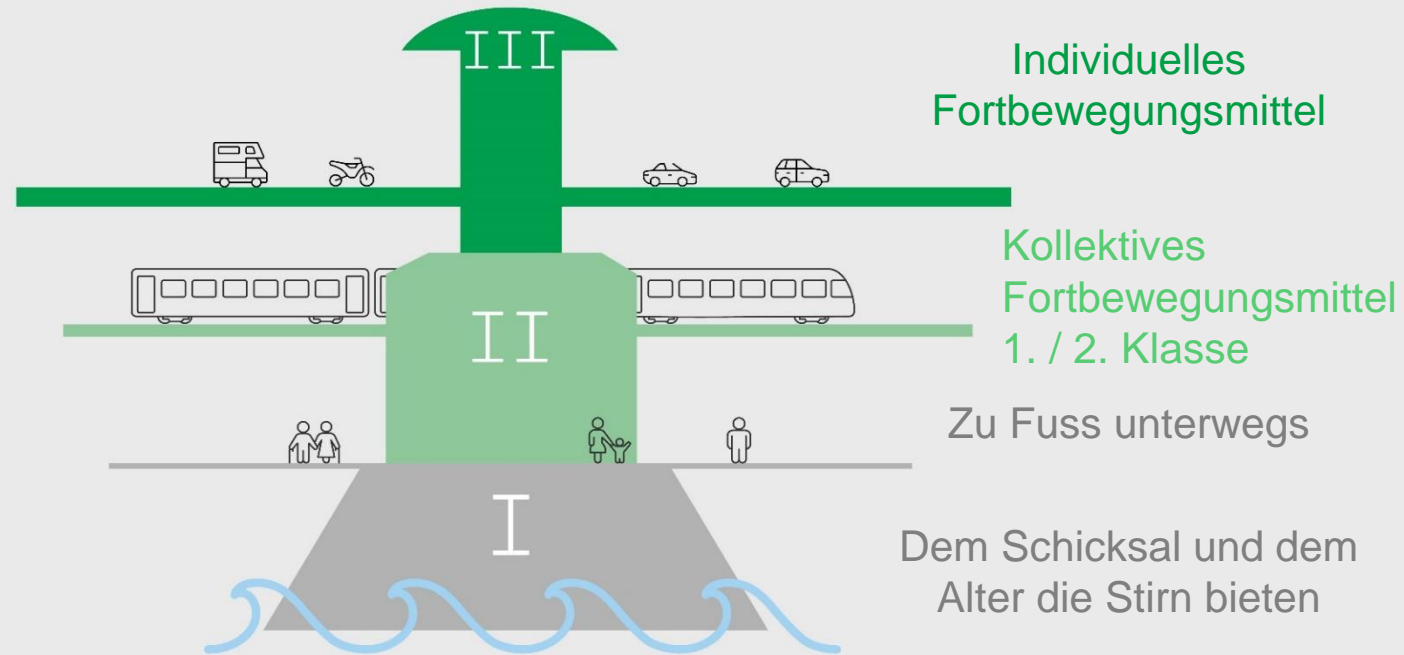 III
Individuelles
Fortbewegungsmittel
Kollektives
Fortbewegungsmittel
1. / 2. Klasse
II
Zu Fuss unterwegs
I
Dem Schicksal und dem
Alter die Stirn bieten